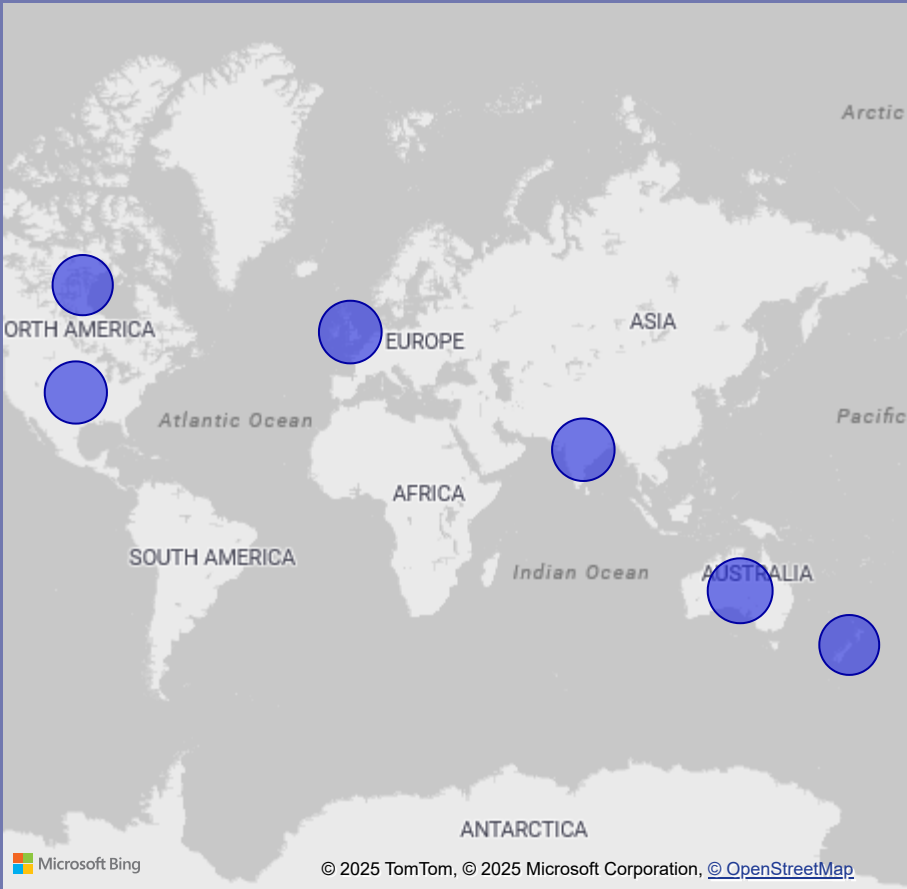 Arctic
ORTH AMERICA
EUROPE
ASIA
Atlantic Ocean
Pacific
AFRICA
SOUTH AMERICA
Indian Ocean
AUSTRALIA
ANTARCTICA
Microsoft Bing
© 2025 TomTom, © 2025 Microsoft Corporation, © OpenStreetMap